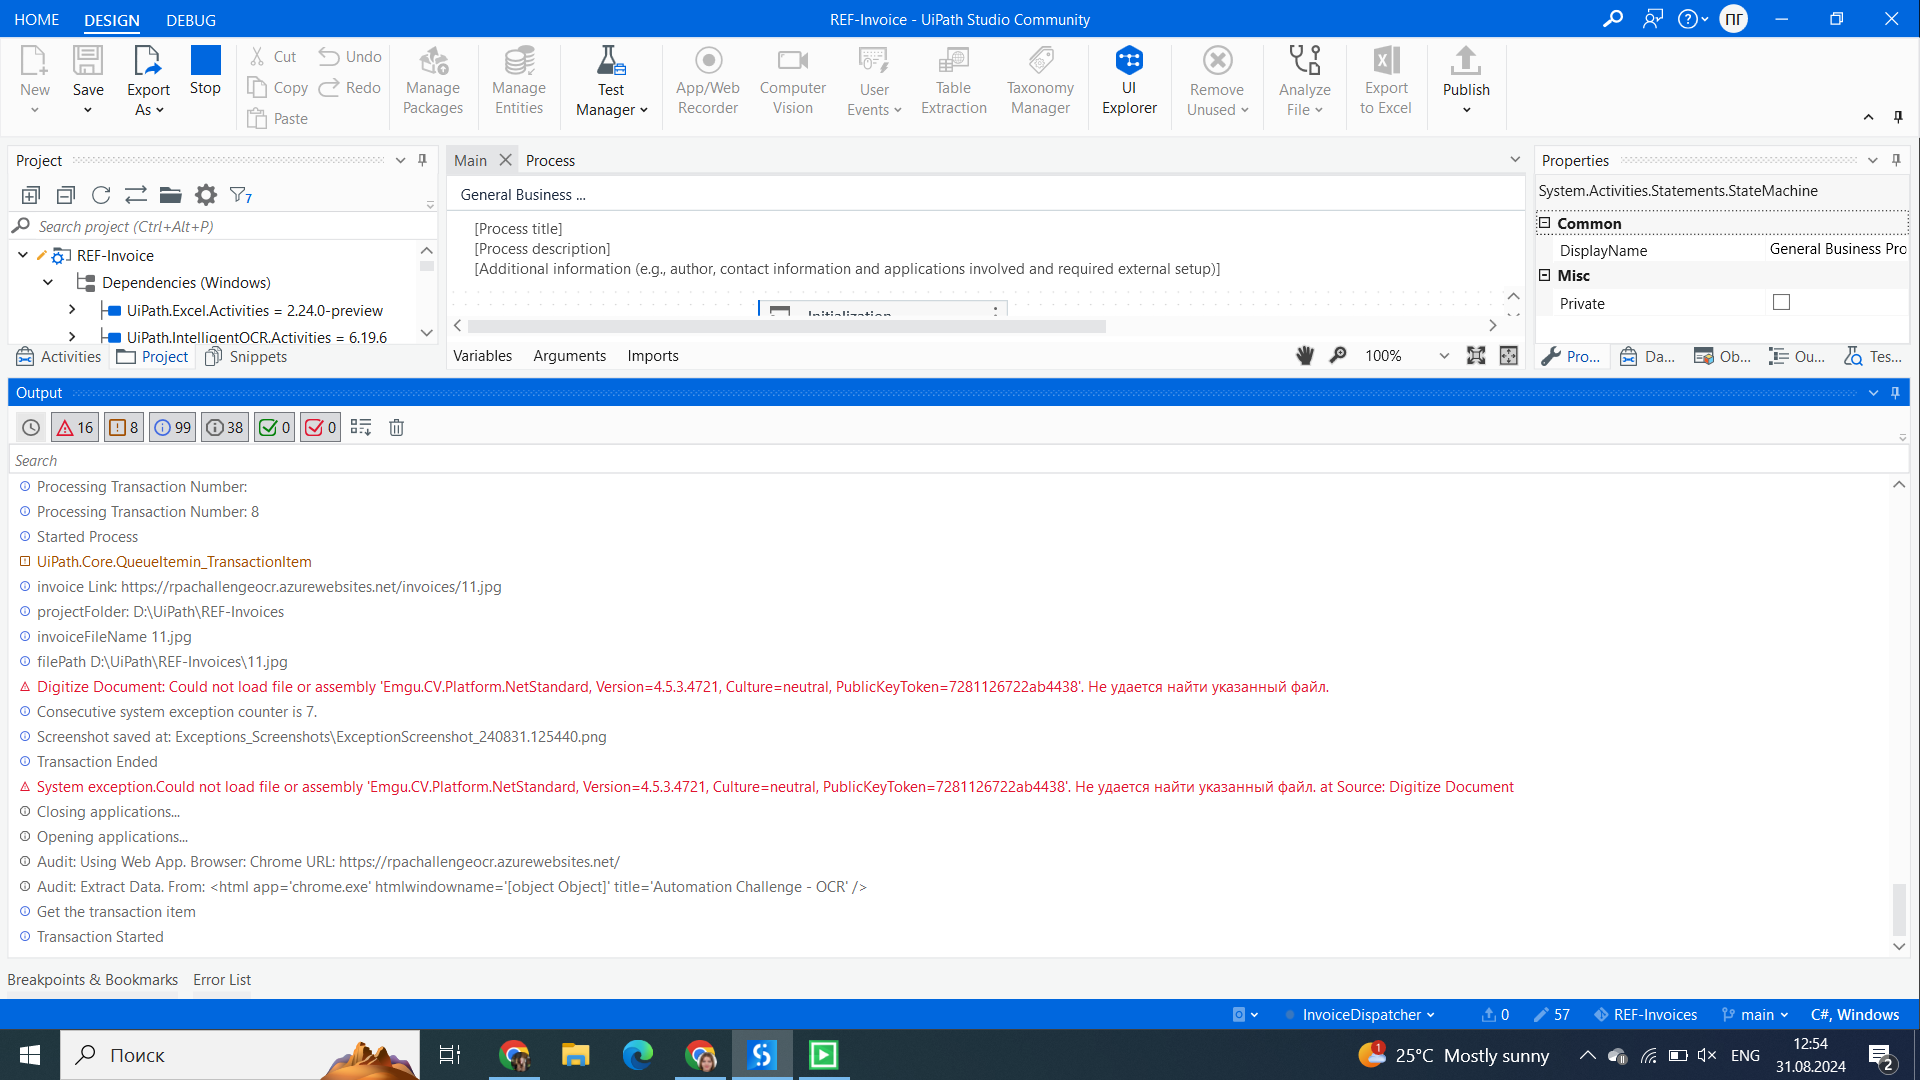 HOME DESIGN DEBUG REF-Invoice - UiPath Studio Community ПГ
New Save Export As Stop Cut Copy Paste Undo Redo Manage Packages Manage Entities Test Manager App/Web Recorder Computer Vision User Events Table Extraction Taxonomy Manager UI Explorer Remove Unused Analyze File Export to Excel Publish
Project
7
Search project (Ctrl+Alt+P)
REF-Invoice
Dependencies (Windows)
UiPath.Excel.Activities = 2.24.0-preview
UiPath.IntelligentOCR.Activities = 6.19.6
Activities Project Snippets
Main Process
General Business ...
[Process title]
[Process description]
[Additional information (e.g., author, contact information and applications involved and required external setup)]
Initialization
Variables Arguments Imports 100%
Properties
System.Activities.Statements.StateMachine
Common
DisplayName General Business Pro
Misc
Private
Pro... Da... Ob... Ou... Tes...
Output
16 8 99 38 0 0
Search
Processing Transaction Number:
Processing Transaction Number: 8
Started Process
UiPath.Core.QueueItemin_TransactionItem
invoice Link: https://rpachallengeocr.azurewebsites.net/invoices/11.jpg
projectFolder: D:\UiPath\REF-Invoices
invoiceFileName 11.jpg
filePath D:\UiPath\REF-Invoices\11.jpg
Digitize Document: Could not load file or assembly 'Emgu.CV.Platform.NetStandard, Version=4.5.3.4721, Culture=neutral, PublicKeyToken=7281126722ab4438'. Не удается найти указанный файл.
Consecutive system exception counter is 7.
Screenshot saved at: Exceptions_Screenshots\ExceptionScreenshot_240831.125440.png
Transaction Ended
System exception.Could not load file or assembly 'Emgu.CV.Platform.NetStandard, Version=4.5.3.4721, Culture=neutral, PublicKeyToken=7281126722ab4438'. Не удается найти указанный файл. at Source: Digitize Document
Closing applications...
Opening applications...
Audit: Using Web App. Browser: Chrome URL: https://rpachallengeocr.azurewebsites.net/
Audit: Extract Data. From: <html app='chrome.exe' htmlwindowname='[object Object]' title='Automation Challenge - OCR' />
Get the transaction item
Transaction Started
Breakpoints & Bookmarks Error List
InvoiceDispatcher 0 57 REF-Invoices main C#, Windows
Поиск 1 25°C Mostly sunny ENG 12:54
31.08.2024 2